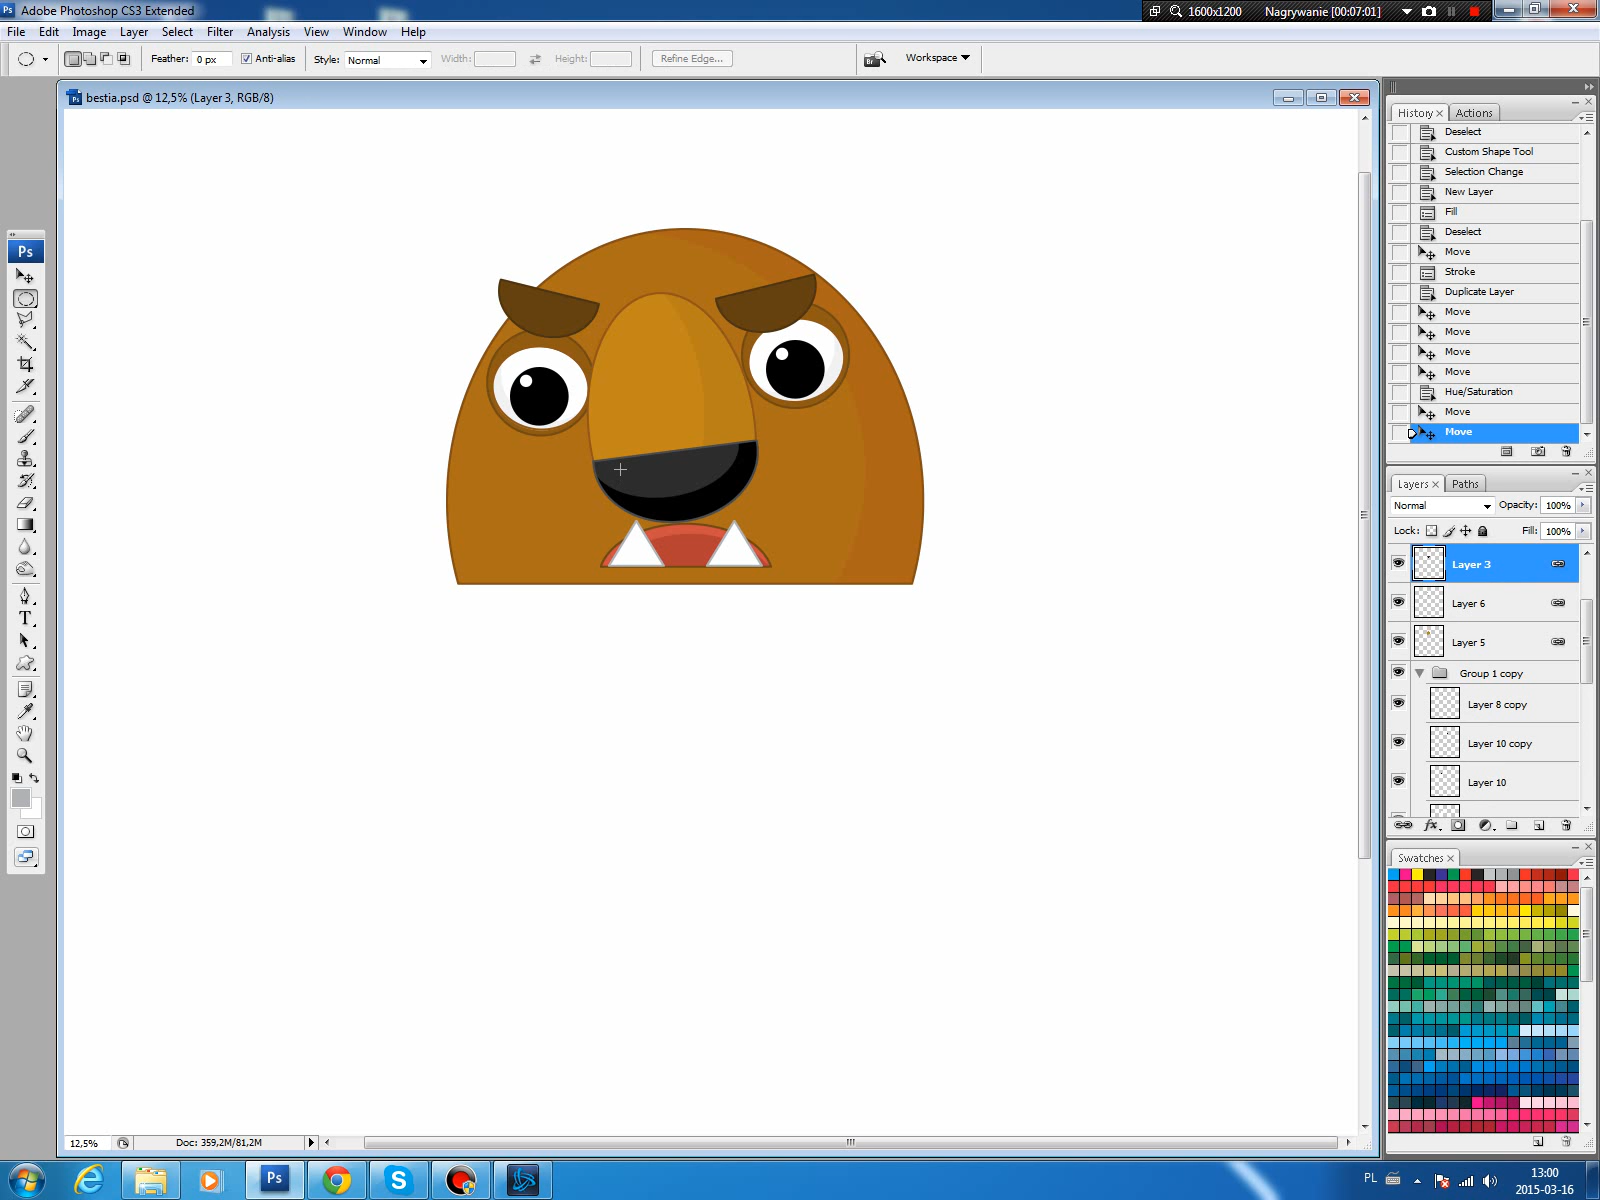 Ps Adobe Photoshop CS3 Extended
1600x1200 Nagrywanie [00:07:01]
File Edit Image Layer Select Filter Analysis View Window Help
Feather: 0 px Anti-alias Style: Normal Width: Height: Refine Edge... Br Workspace
bestia.psd @ 12,5% (Layer 3, RGB/8)
History Actions
Deselect
Custom Shape Tool
Selection Change
New Layer
Fill
Deselect
Move
Stroke
Duplicate Layer
Move
Move
Move
Move
Hue/Saturation
Move
Move
Ps
T
Layers Paths
Normal Opacity: 100%
Lock: Fill: 100%
Layer 3
Layer 6
Layer 5
Group 1 copy
Layer 8 copy
Layer 10 copy
Layer 10
fx
Swatches
12,5% Doc: 359,2M/81,2M
Ps S PL 13:00
2015-03-16